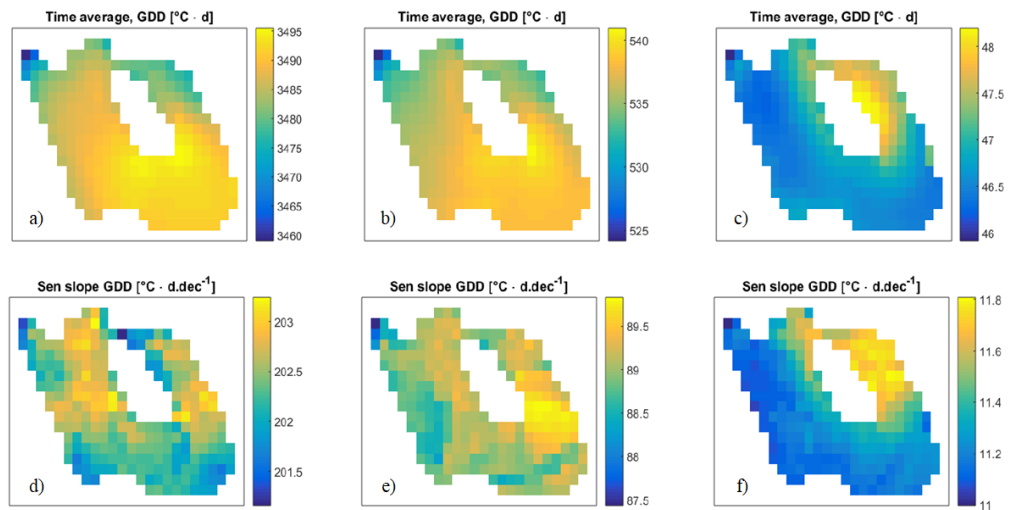 Time average, GDD [°C · d]
a)
3495
3490
3485
3480
3475
3470
3465
3460
Time average, GDD [°C · d]
b)
540
535
530
525
Time average, GDD [°C · d]
c)
48
47.5
47
46.5
46
Sen slope GDD [°C · d.dec⁻¹]
d)
203
202.5
202
201.5
Sen slope GDD [°C · d.dec⁻¹]
e)
89.5
89
88.5
88
87.5
Sen slope GDD [°C · d.dec⁻¹]
f)
11.8
11.6
11.4
11.2
11